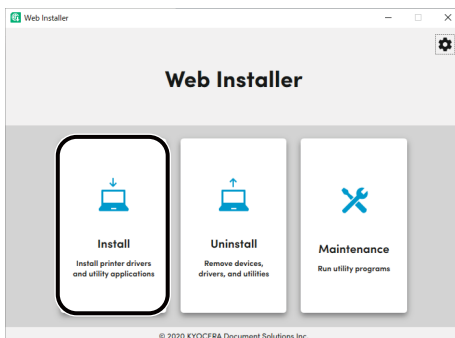 Web Installer
Web Installer
Install
Install printer drivers
and utility applications
Uninstall
Remove devices,
drivers, and utilities
Maintenance
Run utility programs
© 2020 KYOCERA Document Solutions Inc.